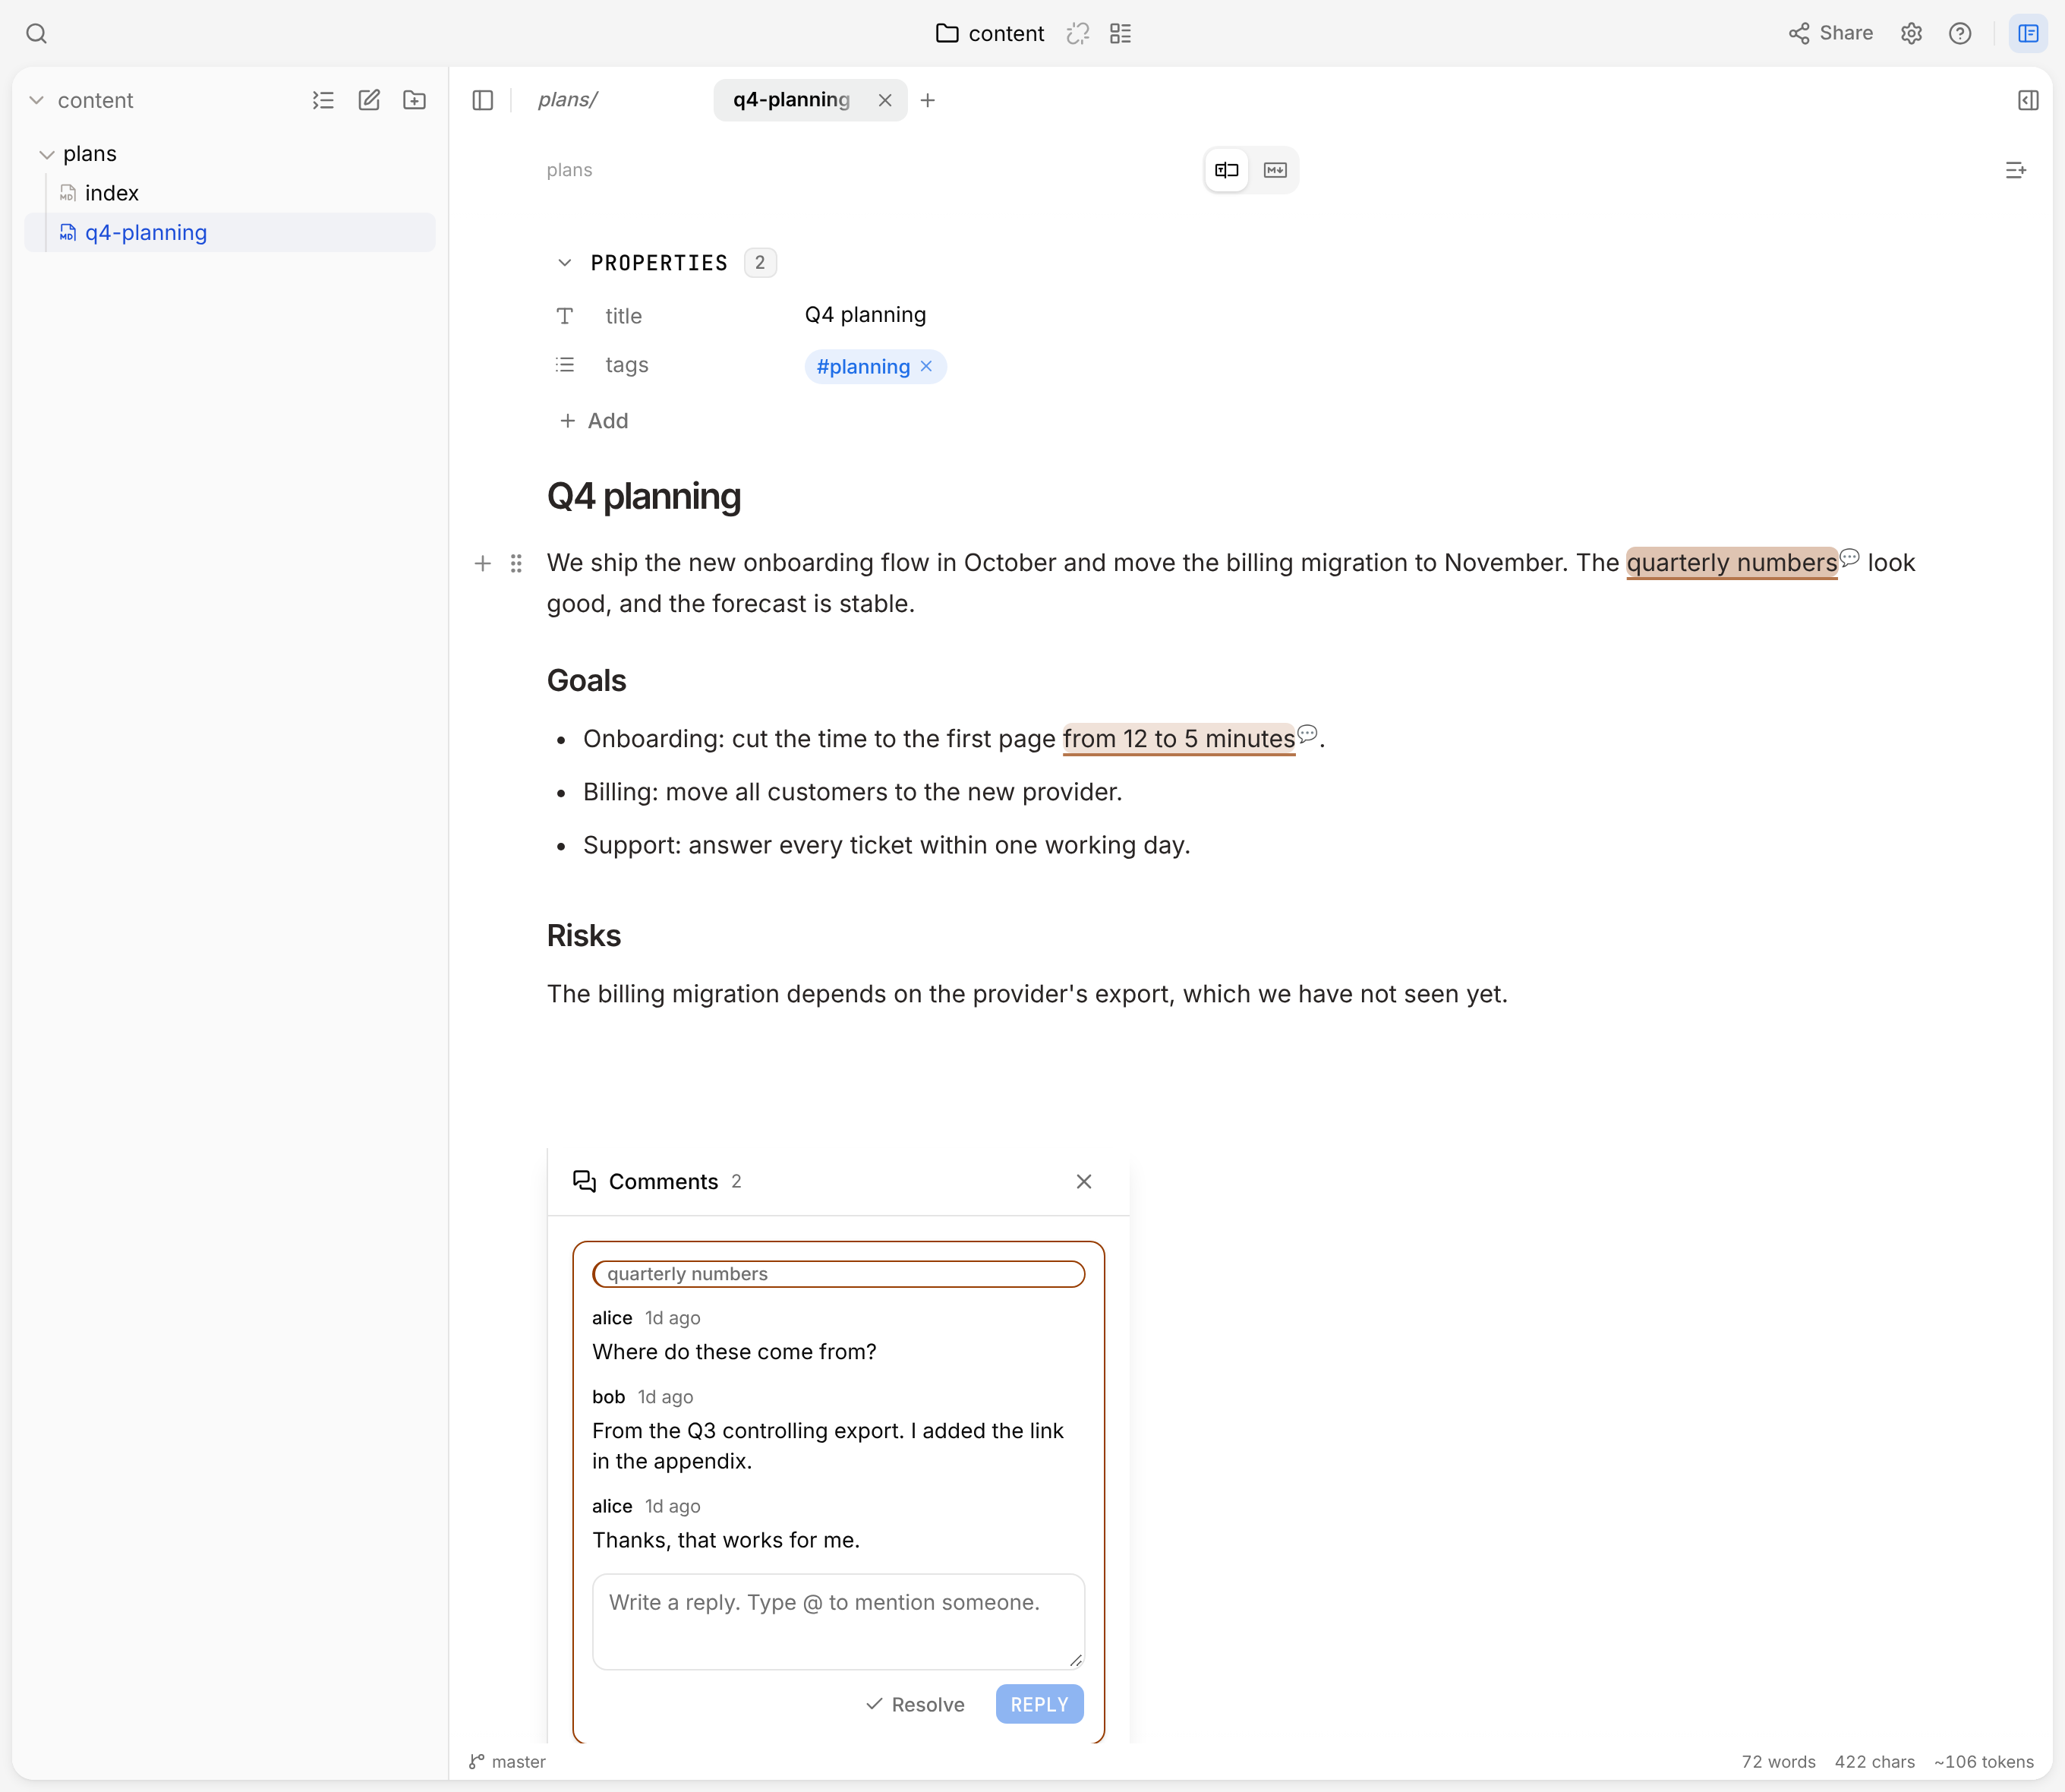 content
Share
content
plans
index
q4-planning
plans/
q4-planning
plans
PROPERTIES 2
title Q4 planning
tags #planning
Add
Q4 planning
We ship the new onboarding flow in October and move the billing migration to November. The quarterly numbers look
good, and the forecast is stable.
Goals
• Onboarding: cut the time to the first page from 12 to 5 minutes.
• Billing: move all customers to the new provider.
• Support: answer every ticket within one working day.
Risks
The billing migration depends on the provider's export, which we have not seen yet.
Comments 2
quarterly numbers
alice 1d ago
Where do these come from?
bob 1d ago
From the Q3 controlling export. I added the link
in the appendix.
alice 1d ago
Thanks, that works for me.
Write a reply. Type @ to mention someone.
Resolve REPLY
master
72 words 422 chars ~106 tokens